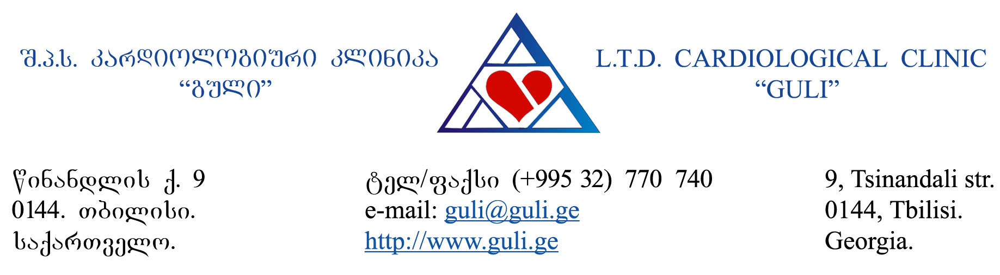 შ.პ.ს. კარდიოლოგიური კლინიკა
“გული”
L.T.D. CARDIOLOGICAL CLINIC
“GULI”
წინანდლის ქ. 9
0144. თბილისი.
საქართველო.
ტელ/ფაქსი (+995 32) 770 740
e-mail: guli@guli.ge
http://www.guli.ge
9, Tsinandali str.
0144, Tbilisi.
Georgia.